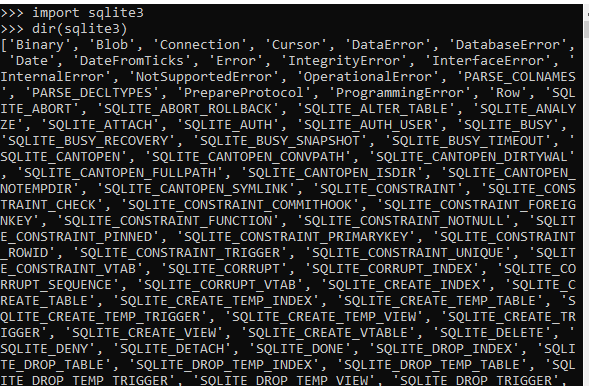 >>> import sqlite3
>>> dir(sqlite3)
['Binary', 'Blob', 'Connection', 'Cursor', 'DataError', 'DatabaseError',
 'Date', 'DateFromTicks', 'Error', 'IntegrityError', 'InterfaceError', '
InternalError', 'NotSupportedError', 'OperationalError', 'PARSE_COLNAMES
', 'PARSE_DECLTYPES', 'PrepareProtocol', 'ProgrammingError', 'Row', 'SQL
ITE_ABORT', 'SQLITE_ABORT_ROLLBACK', 'SQLITE_ALTER_TABLE', 'SQLITE_ANALY
ZE', 'SQLITE_ATTACH', 'SQLITE_AUTH', 'SQLITE_AUTH_USER', 'SQLITE_BUSY', 
'SQLITE_BUSY_RECOVERY', 'SQLITE_BUSY_SNAPSHOT', 'SQLITE_BUSY_TIMEOUT', '
SQLITE_CANTOPEN', 'SQLITE_CANTOPEN_CONVPATH', 'SQLITE_CANTOPEN_DIRTYWAL'
, 'SQLITE_CANTOPEN_FULLPATH', 'SQLITE_CANTOPEN_ISDIR', 'SQLITE_CANTOPEN_
NOTEMPDIR', 'SQLITE_CANTOPEN_SYMLINK', 'SQLITE_CONSTRAINT', 'SQLITE_CONS
TRAINT_CHECK', 'SQLITE_CONSTRAINT_COMMITHOOK', 'SQLITE_CONSTRAINT_FOREIG
NKEY', 'SQLITE_CONSTRAINT_FUNCTION', 'SQLITE_CONSTRAINT_NOTNULL', 'SQLIT
E_CONSTRAINT_PINNED', 'SQLITE_CONSTRAINT_PRIMARYKEY', 'SQLITE_CONSTRAINT
_ROWID', 'SQLITE_CONSTRAINT_TRIGGER', 'SQLITE_CONSTRAINT_UNIQUE', 'SQLIT
E_CONSTRAINT_VTAB', 'SQLITE_CORRUPT', 'SQLITE_CORRUPT_INDEX', 'SQLITE_CO
RRUPT_SEQUENCE', 'SQLITE_CORRUPT_VTAB', 'SQLITE_CREATE_INDEX', 'SQLITE_C
REATE_TABLE', 'SQLITE_CREATE_TEMP_INDEX', 'SQLITE_CREATE_TEMP_TABLE', 'S
QLITE_CREATE_TEMP_TRIGGER', 'SQLITE_CREATE_TEMP_VIEW', 'SQLITE_CREATE_TR
IGGER', 'SQLITE_CREATE_VIEW', 'SQLITE_CREATE_VTABLE', 'SQLITE_DELETE', '
SQLITE_DENY', 'SQLITE_DETACH', 'SQLITE_DONE', 'SQLITE_DROP_INDEX', 'SQLI
TE_DROP_TABLE', 'SQLITE_DROP_TEMP_INDEX', 'SQLITE_DROP_TEMP_TABLE', 'SQL
ITE_DROP_TEMP_TRIGGER', 'SQLITE_DROP_TEMP_VIEW', 'SQLITE_DROP_TRIGGER',